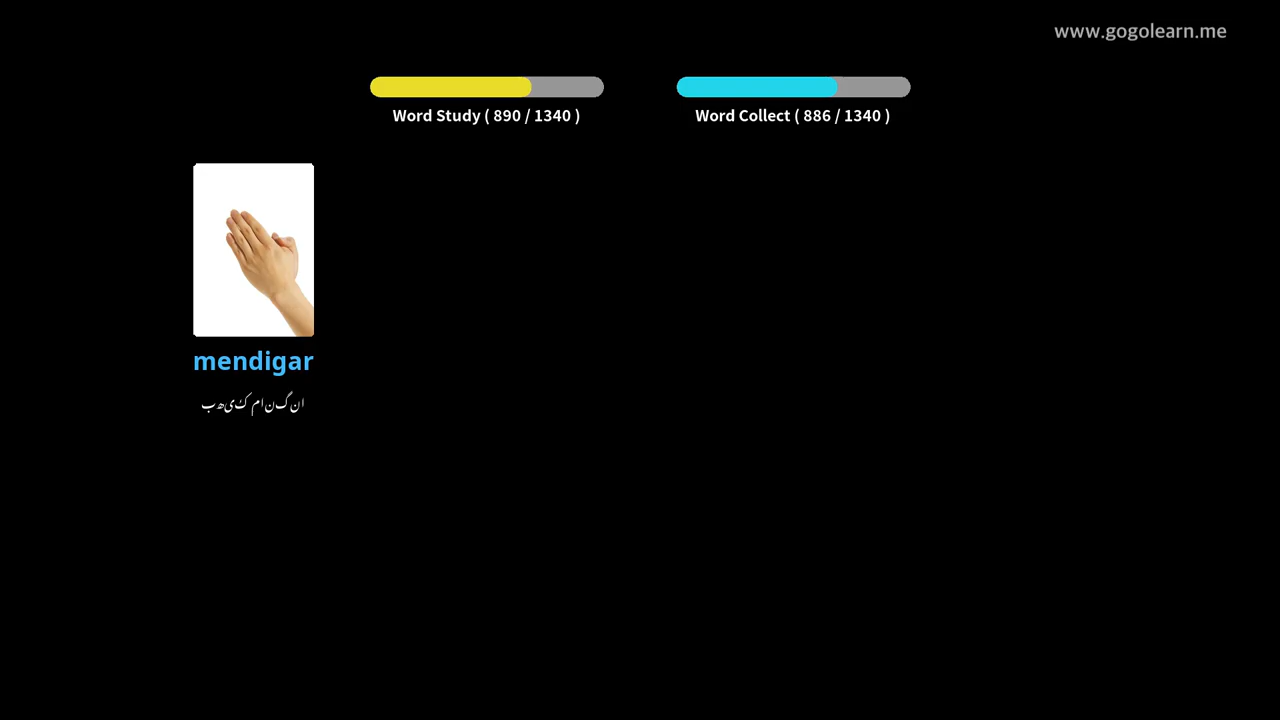 www.gogolearn.me
Word Study ( 890 / 1340 )
Word Collect ( 886 / 1340 )
mendigar
بھیک مانگنا